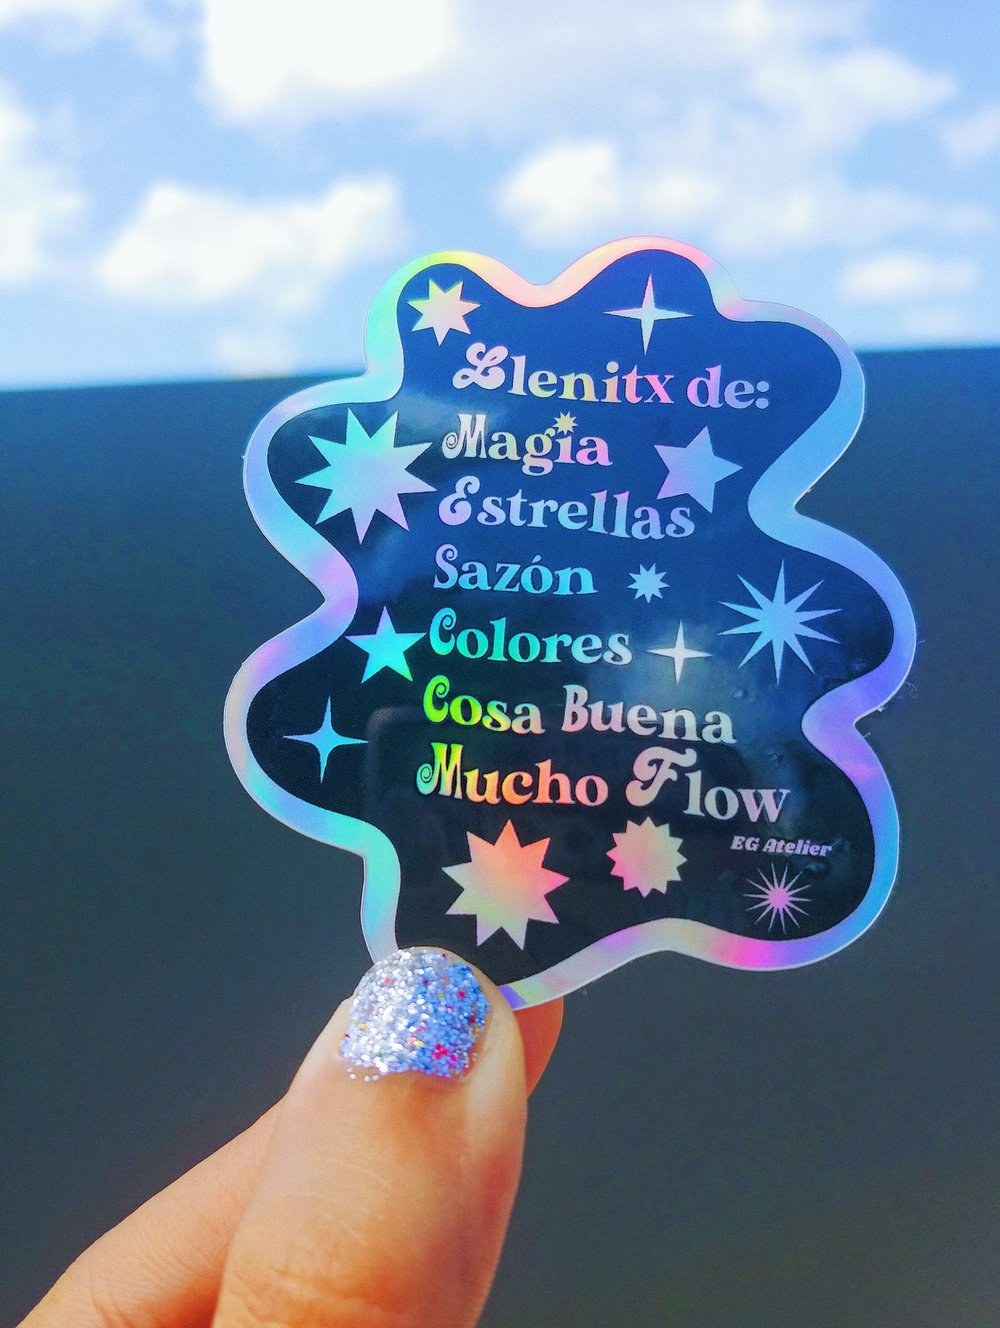 Llenitx de:
Magia
Estrellas
Sazón
Colores
Cosa Buena
Mucho Flow
EG Atelier